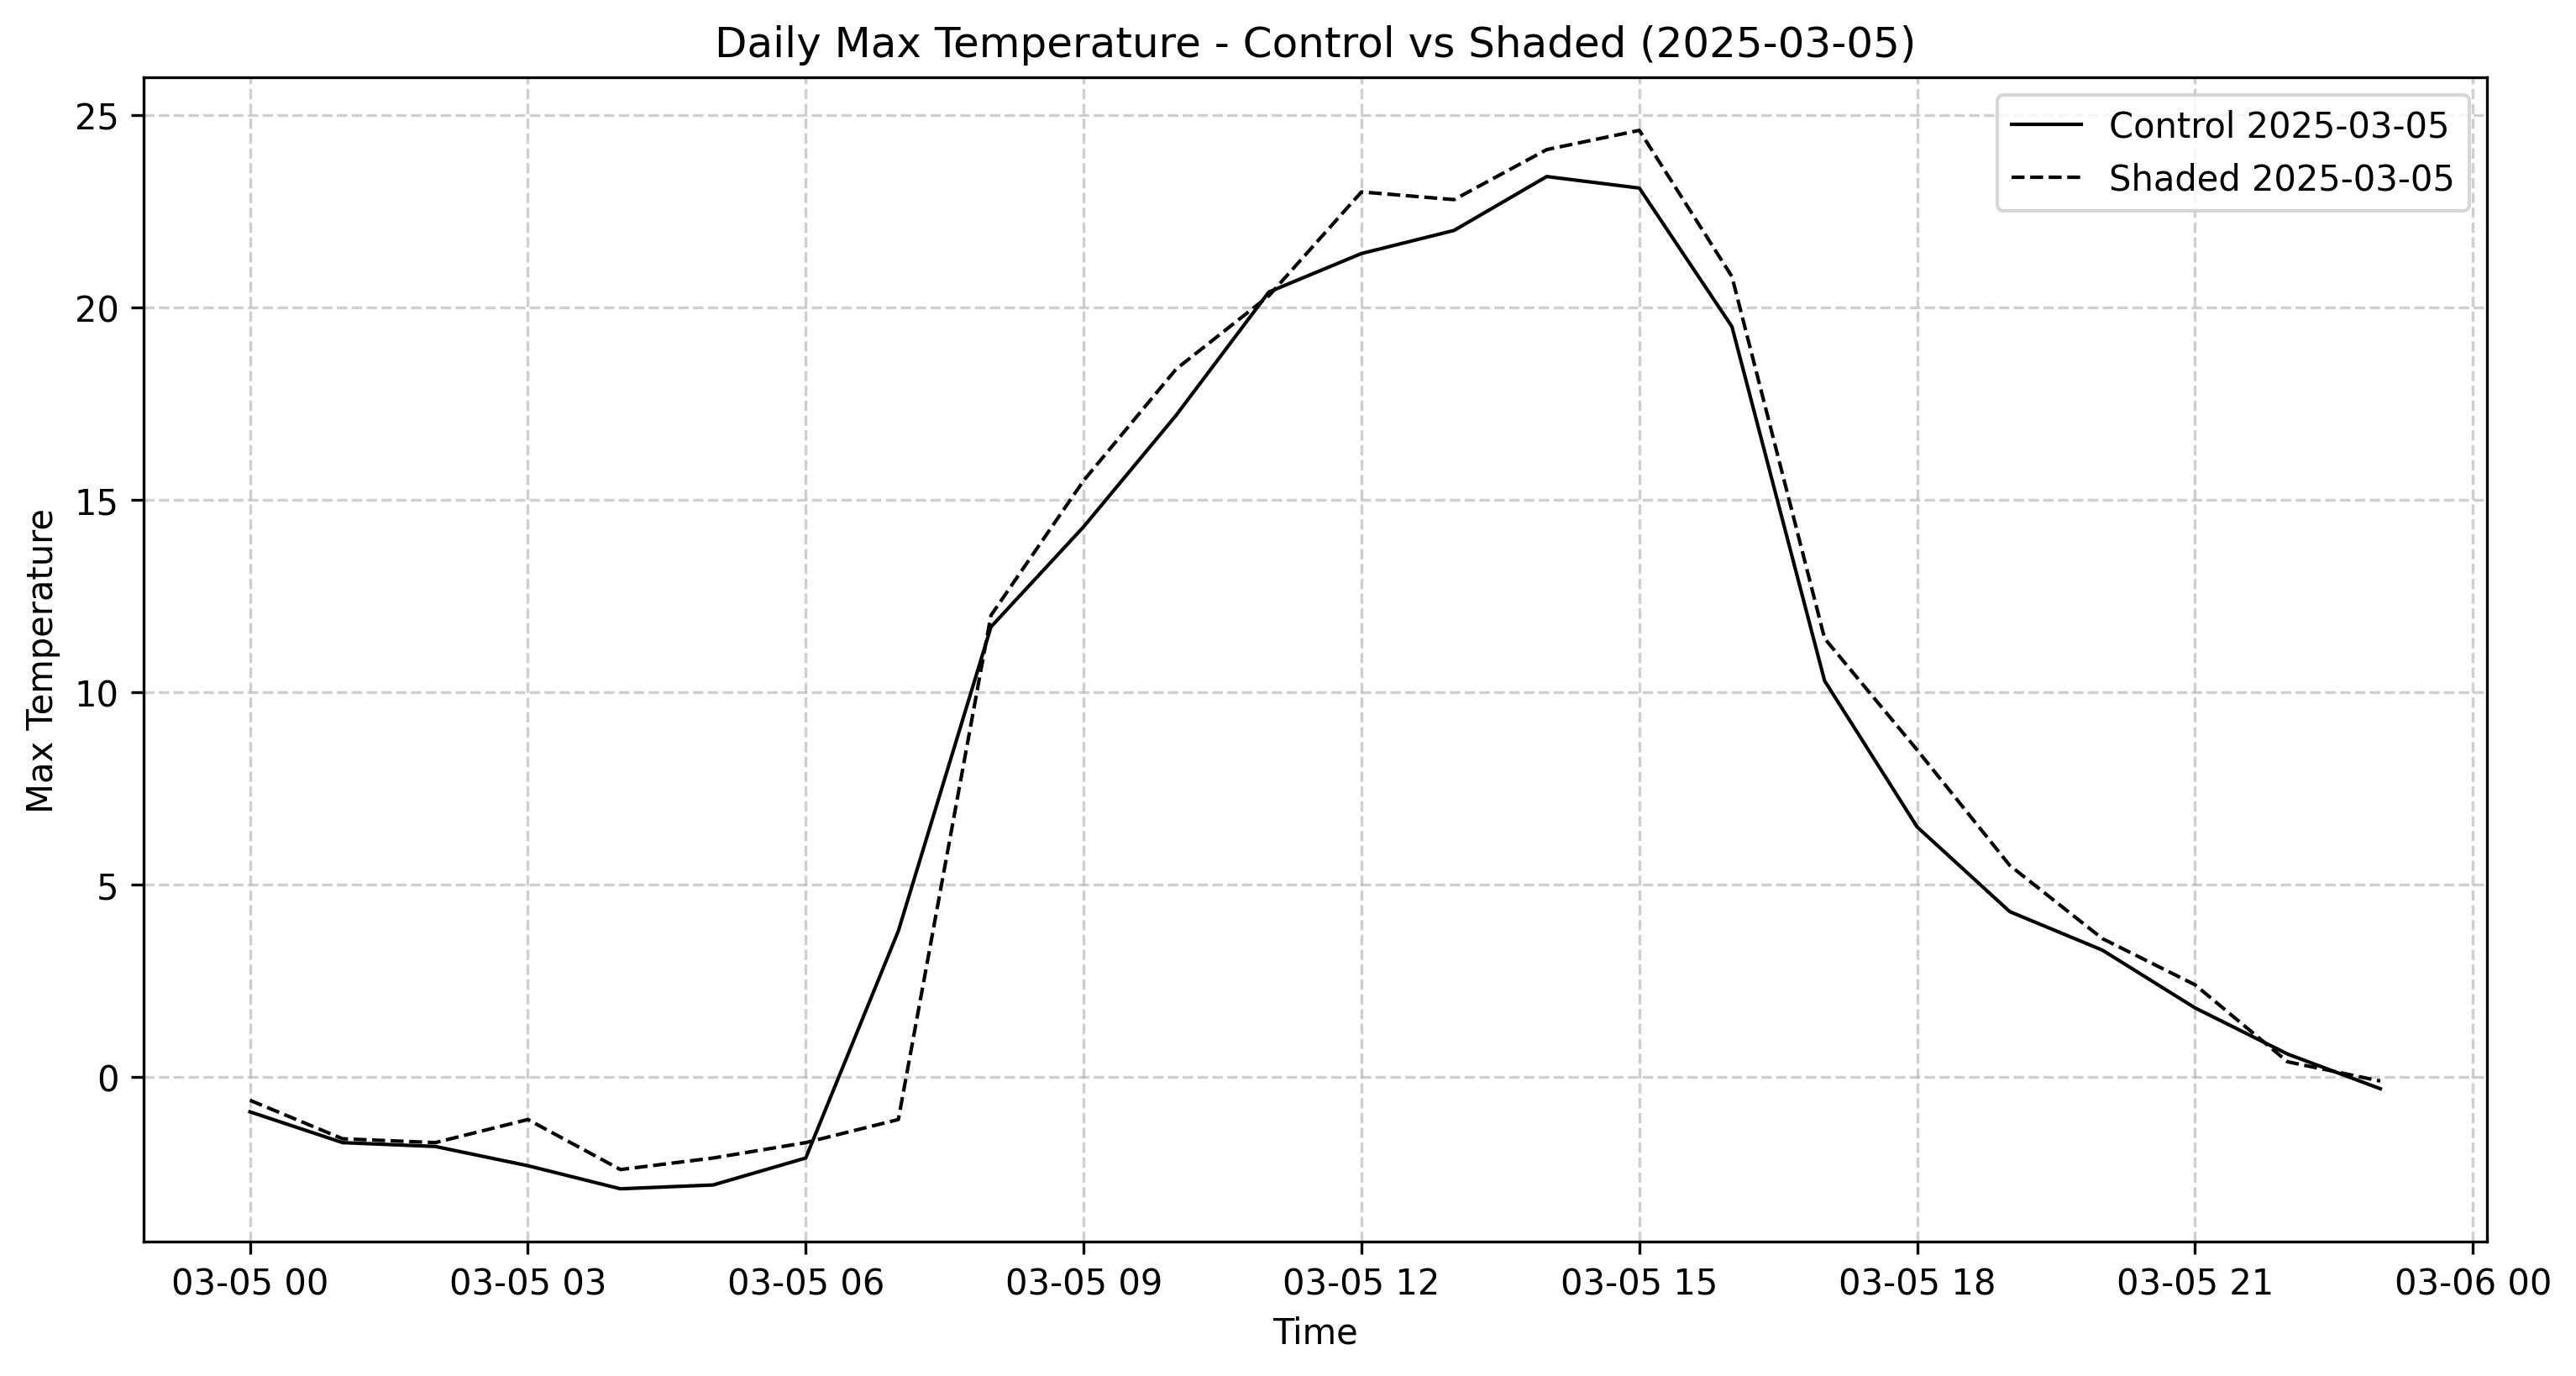 Daily Max Temperature - Control vs Shaded (2025-03-05)
Control 2025-03-05
Shaded 2025-03-05
Max Temperature
25
20
15
10
5
0
03-05 00 03-05 03 03-05 06 03-05 09 03-05 12 03-05 15 03-05 18 03-05 21 03-06 00
Time